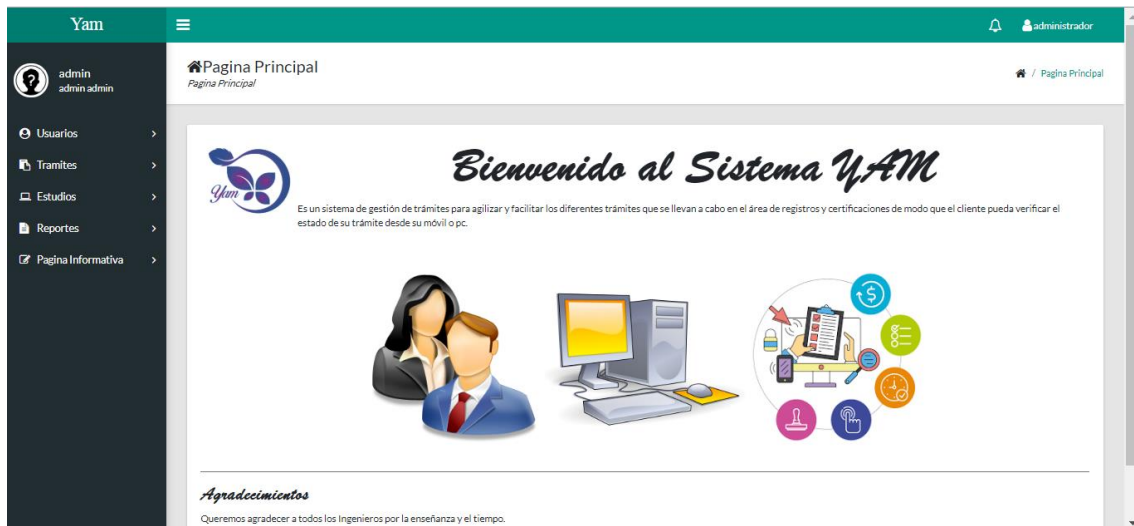 Yam
administrador
admin
admin admin
Pagina Principal
Pagina Principal
/ Pagina Principal
Usuarios
Tramites
Estudios
Reportes
Pagina Informativa
Yam
Bienvenido al Sistema YAM
Es un sistema de gestión de trámites para agilizar y facilitar los diferentes trámites que se llevan a cabo en el área de registros y certificaciones de modo que el cliente pueda verificar el
estado de su trámite desde su móvil o pc.
Agradecimientos
Queremos agradecer a todos los Ingenieros por la enseñanza y el tiempo.